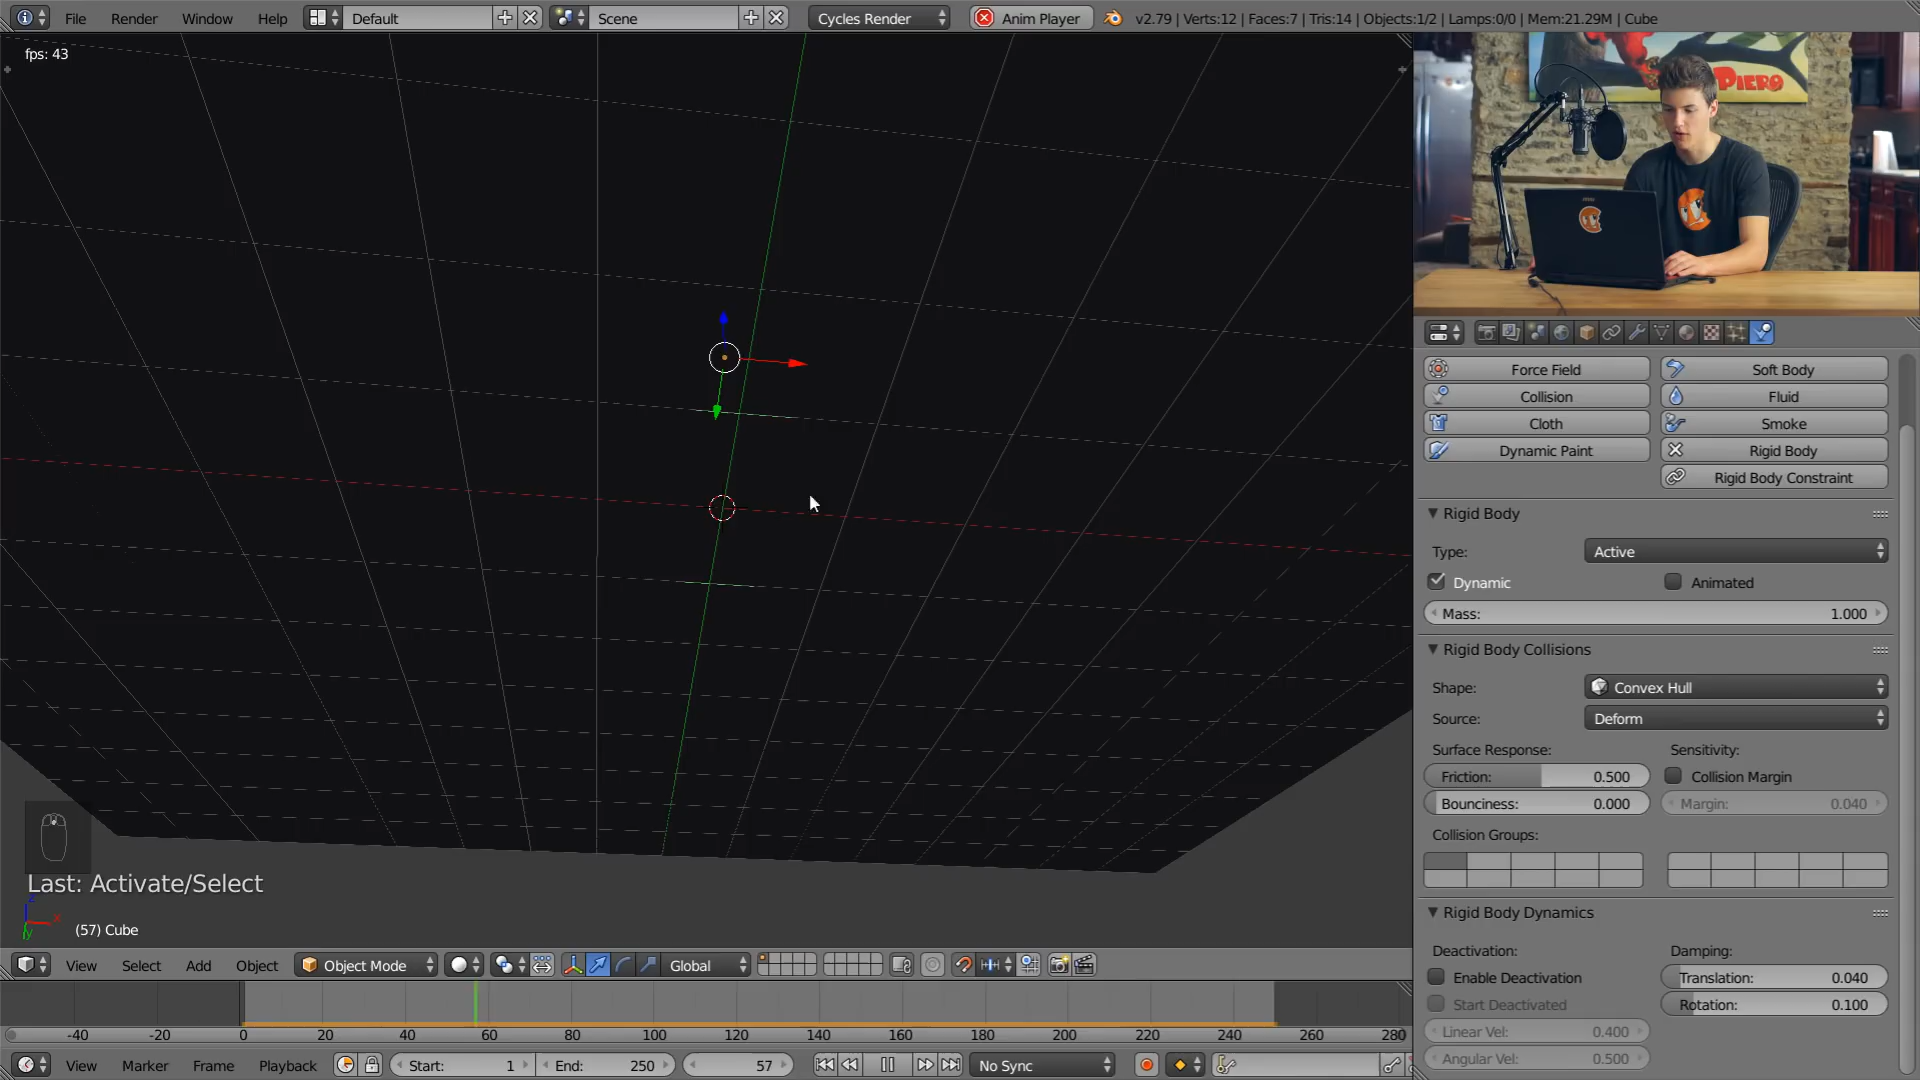 File Render Window Help Default Scene Cycles Render Anim Player v2.79 | Verts:12 | Faces:7 | Tris:14 | Objects:1/2 | Lamps:0/0 | Mem:21.29M | Cube
fps: 43
PIERO
Force Field Soft Body
Collision Fluid
Cloth Smoke
Dynamic Paint Rigid Body
Rigid Body Constraint
Rigid Body
Type: Active
Dynamic Animated
Mass: 1.000
Rigid Body Collisions
Shape: Convex Hull
Source: Deform
Surface Response: Sensitivity:
Friction: 0.500 Collision Margin
Bounciness: 0.000 Margin: 0.040
Collision Groups:
Rigid Body Dynamics
Deactivation: Damping:
Enable Deactivation Translation: 0.040
Start Deactivated Rotation: 0.100
Linear Vel: 0.400
Angular Vel: 0.500
Last: Activate/Select
z
x
y
(57) Cube
View Select Add Object Object Mode Global
-40 -20 0 20 40 60 80 100 120 140 160 180 200 220 240 260 280
View Marker Frame Playback Start: 1 End: 250 57 No Sync